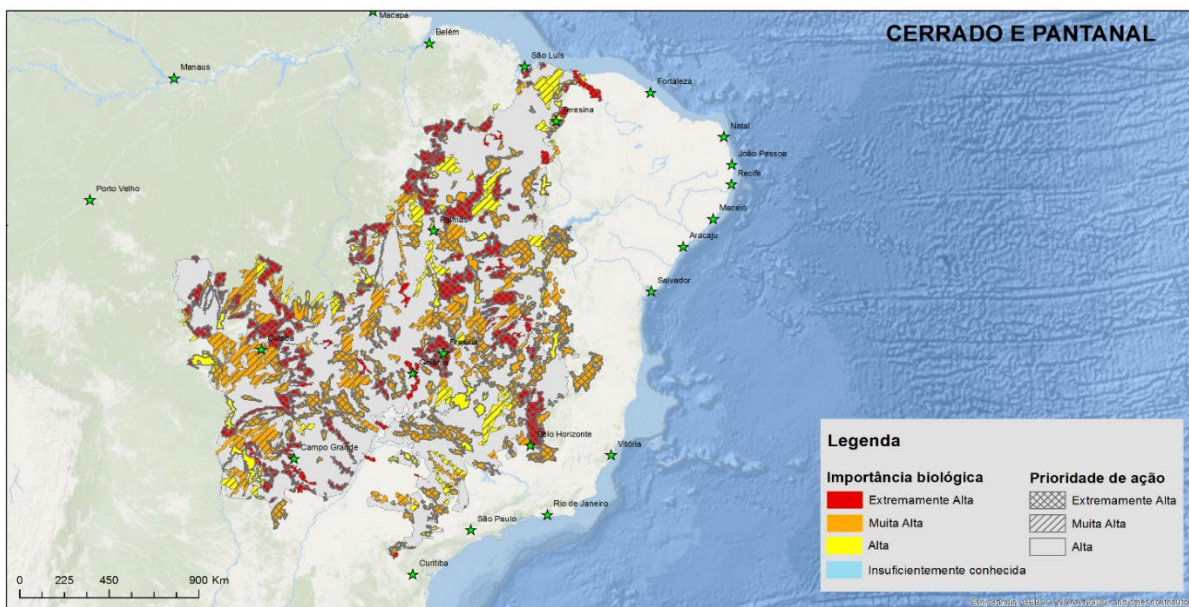 CERRADO E PANTANAL
Macapá
Belém
São Luís
Manaus
Fortaleza
Teresina
Natal
João Pessoa
Recife
Porto Velho
Maceió
Palmas
Aracaju
Salvador
Cuiabá
Brasília
Goiânia
Belo Horizonte
Vitória
Campo Grande
Rio de Janeiro
São Paulo
Curitiba
Legenda
Importância biológica
Extremamente Alta
Muita Alta
Alta
Insuficientemente conhecida
Prioridade de ação
Extremamente Alta
Muita Alta
Alta
0 225 450 900 Km